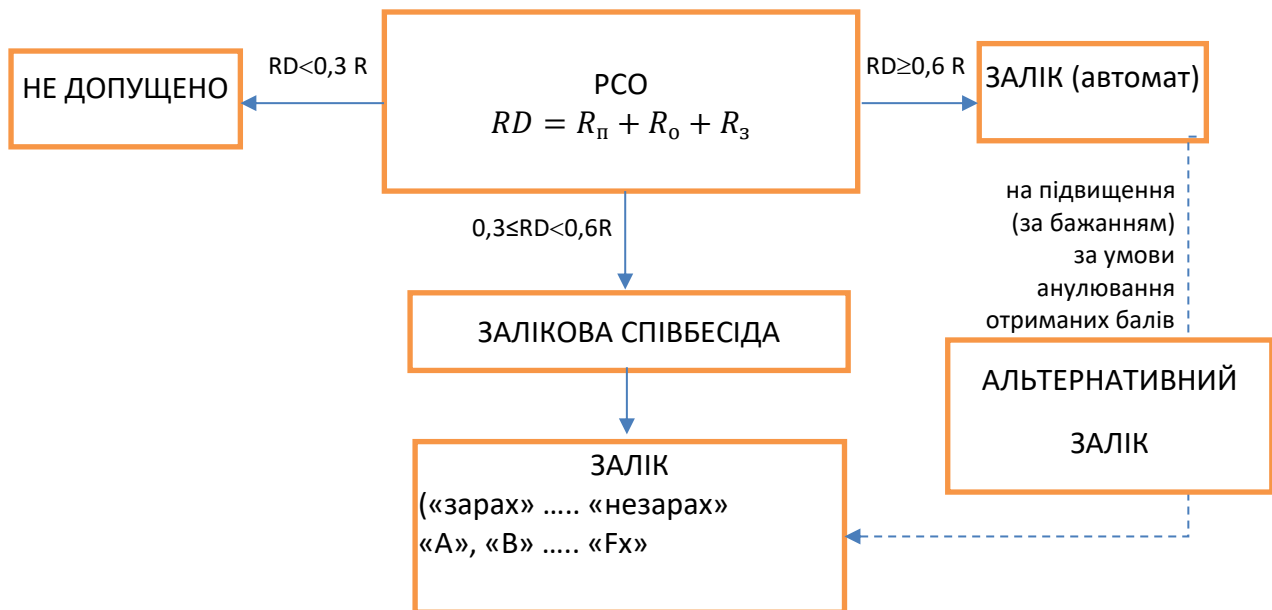 НЕ ДОПУЩЕНО
RD<0,3 R
РСО
RD = Rп + Rо + Rз
RD≥0,6 R
ЗАЛІК (автомат)
0,3≤RD<0,6R
на підвищення
(за бажанням)
за умови
анулювання
отриманих балів
ЗАЛІКОВА СПІВБЕСІДА
АЛЬТЕРНАТИВНИЙ
ЗАЛІК
ЗАЛІК
(«зарах» ….. «незарах»
«А», «В» ….. «Fx»